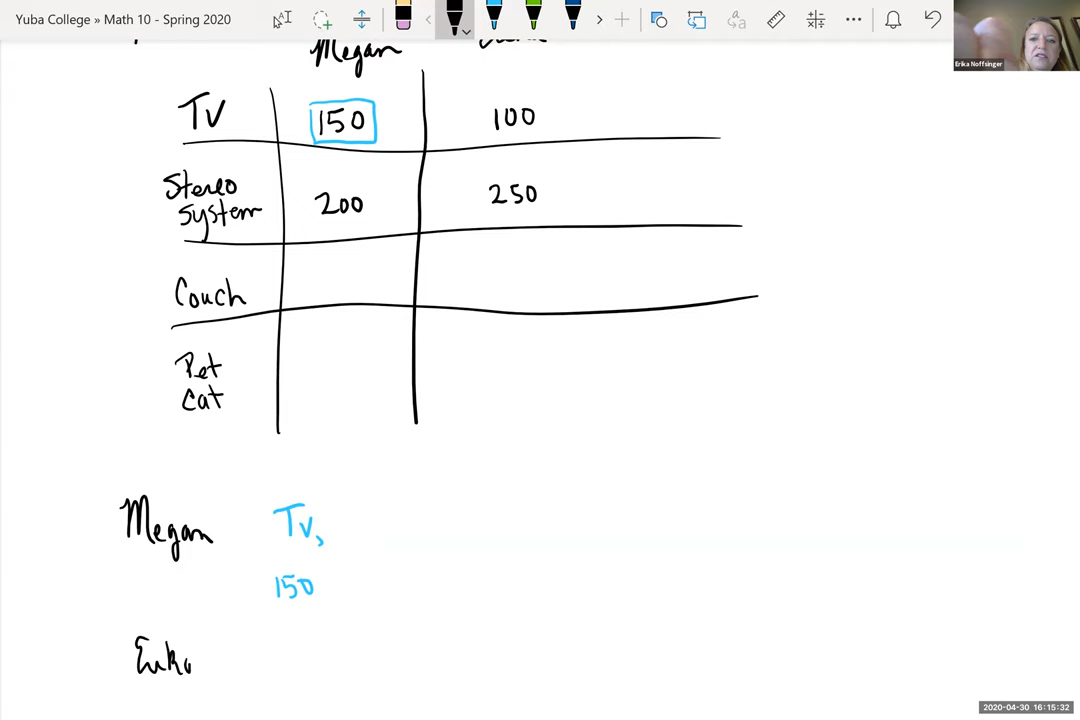 Yuba College » Math 10 - Spring 2020
Erika Noffsinger
Megan
TV 150 100
Stereo
system 200 250
Couch
Pet
Cat
Megan TV,
150
Erika
2020-04-30 16:15:32